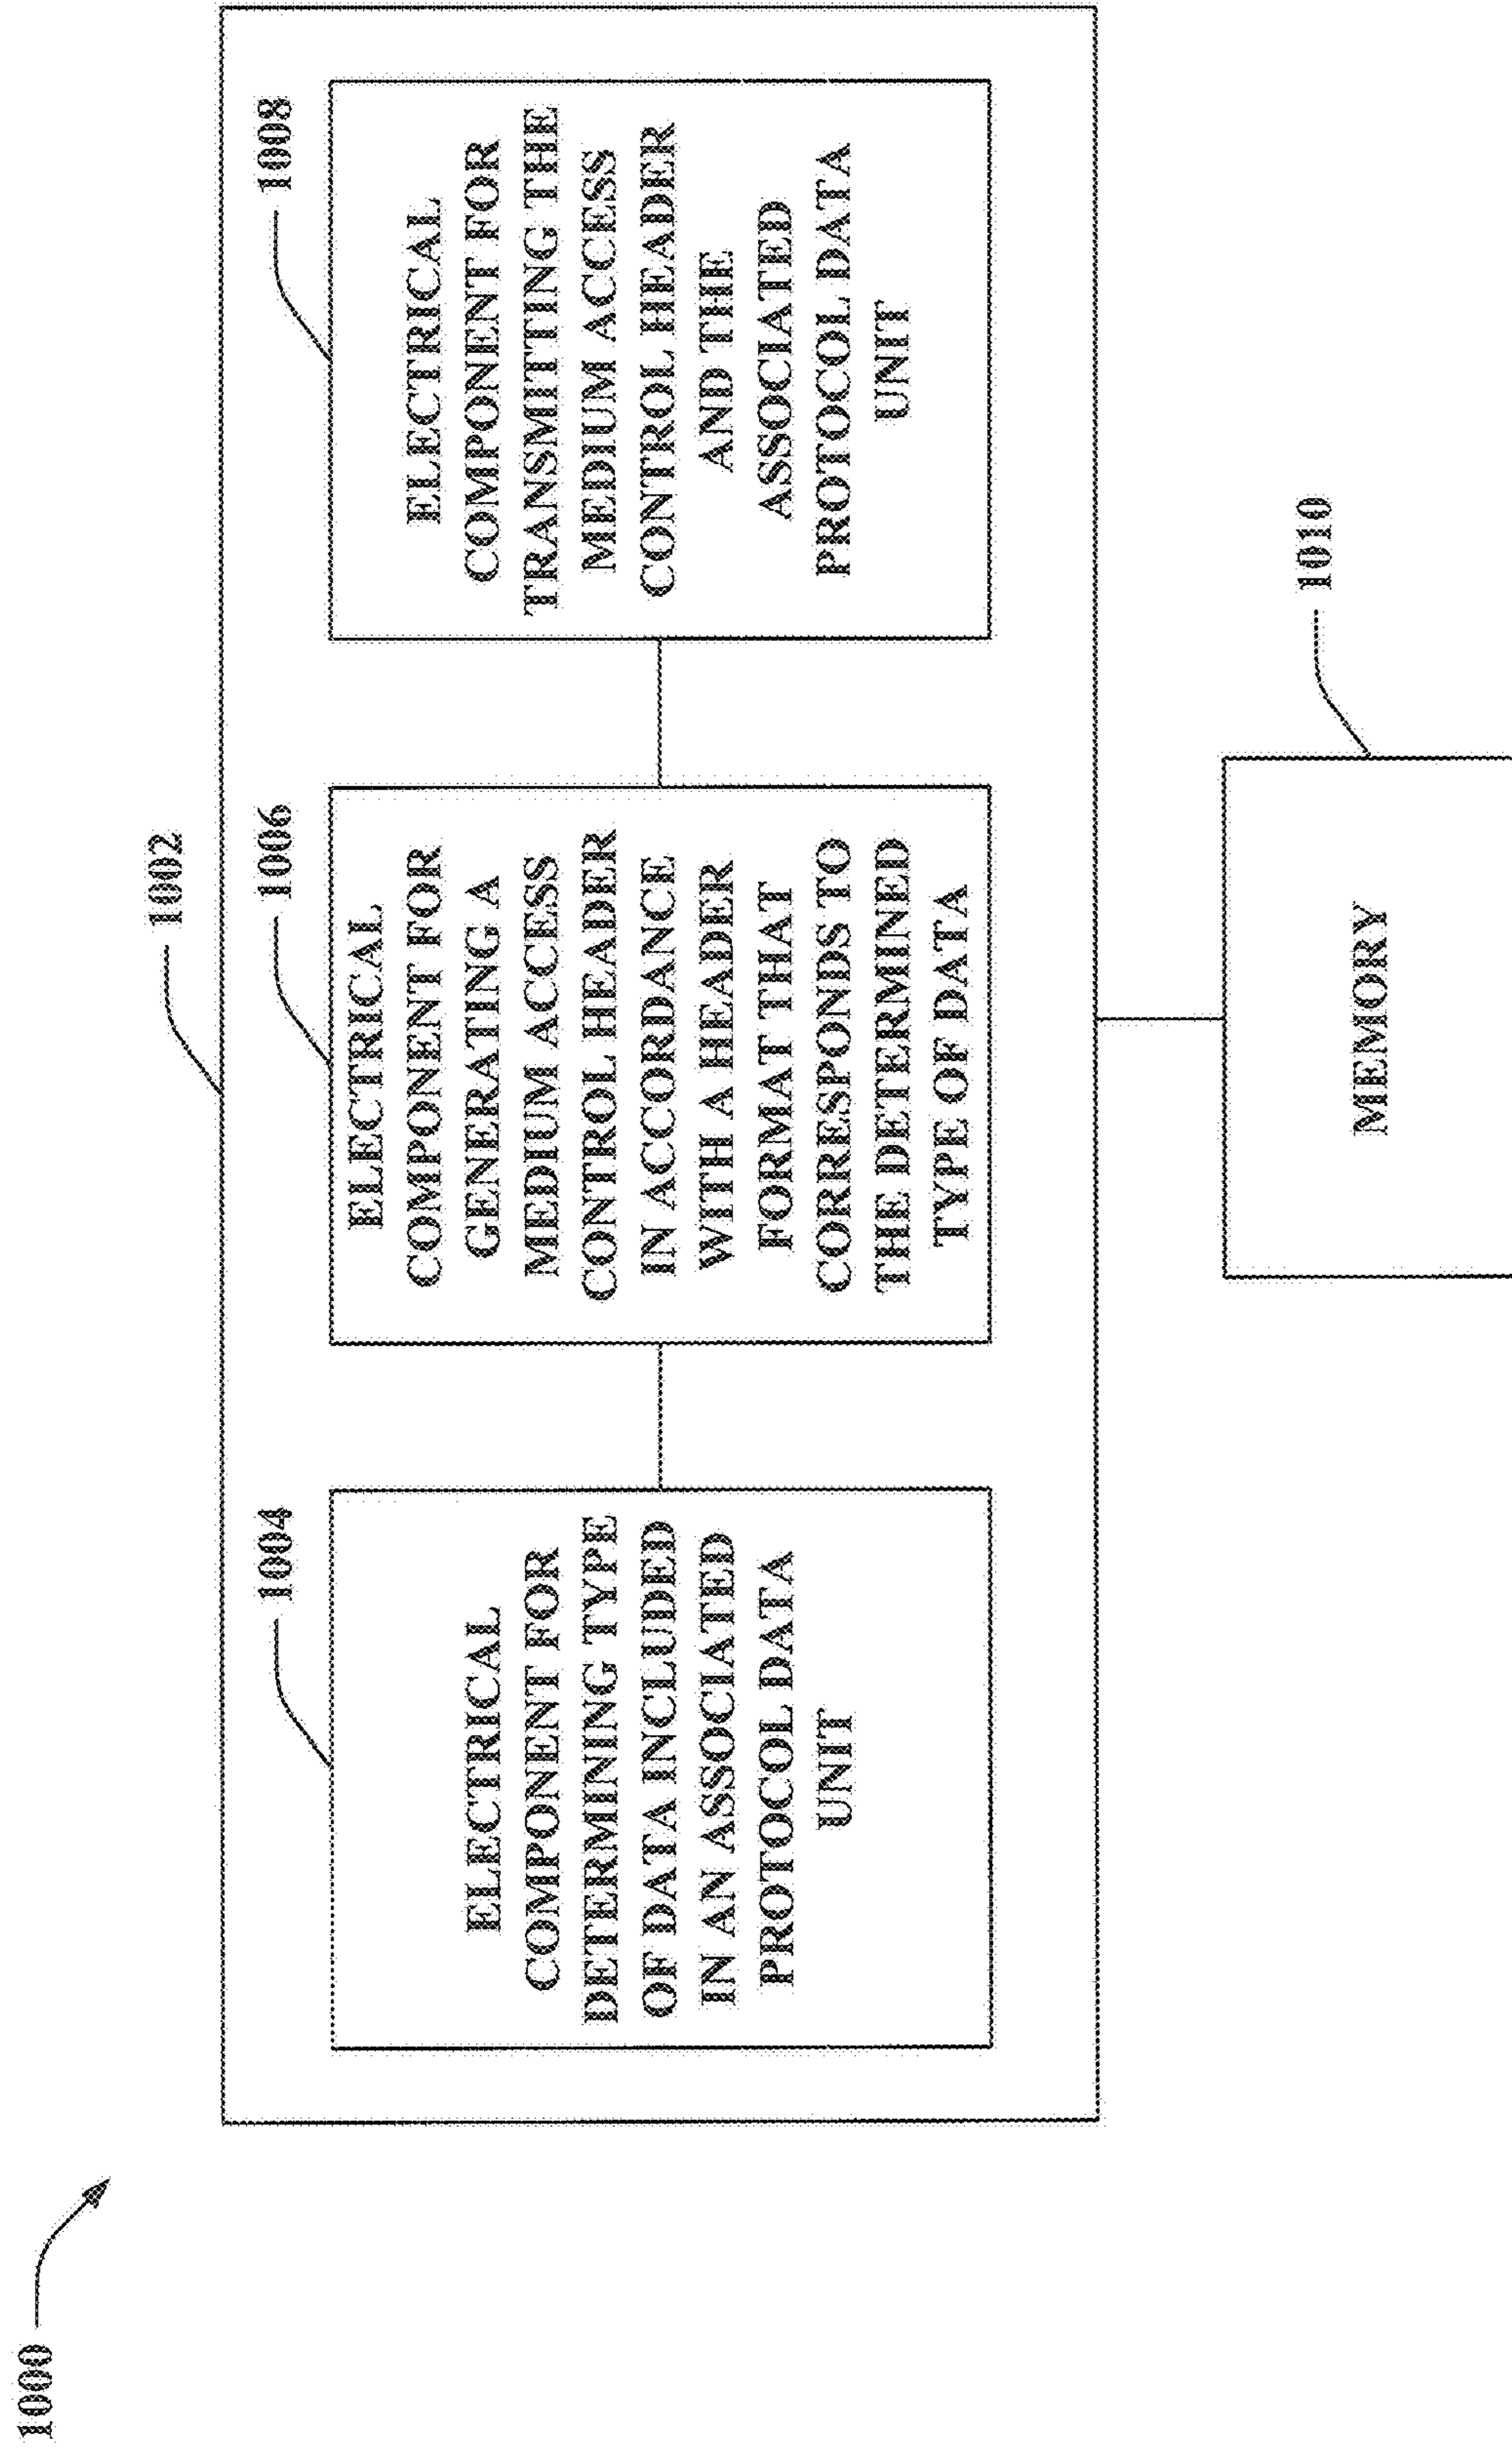 1000
1002
1004
ELECTRICAL
COMPONENT FOR
DETERMINING TYPE
OF DATA INCLUDED
IN AN ASSOCIATED
PROTOCOL DATA
UNIT
1006
ELECTRICAL
COMPONENT FOR
GENERATING A
MEDIUM ACCESS
CONTROL HEADER
IN ACCORDANCE
WITH A HEADER
FORMAT THAT
CORRESPONDS TO
THE DETERMINED
TYPE OF DATA
1008
ELECTRICAL
COMPONENT FOR
TRANSMITTING THE
MEDIUM ACCESS
CONTROL HEADER
AND THE
ASSOCIATED
PROTOCOL DATA
UNIT
1010
MEMORY